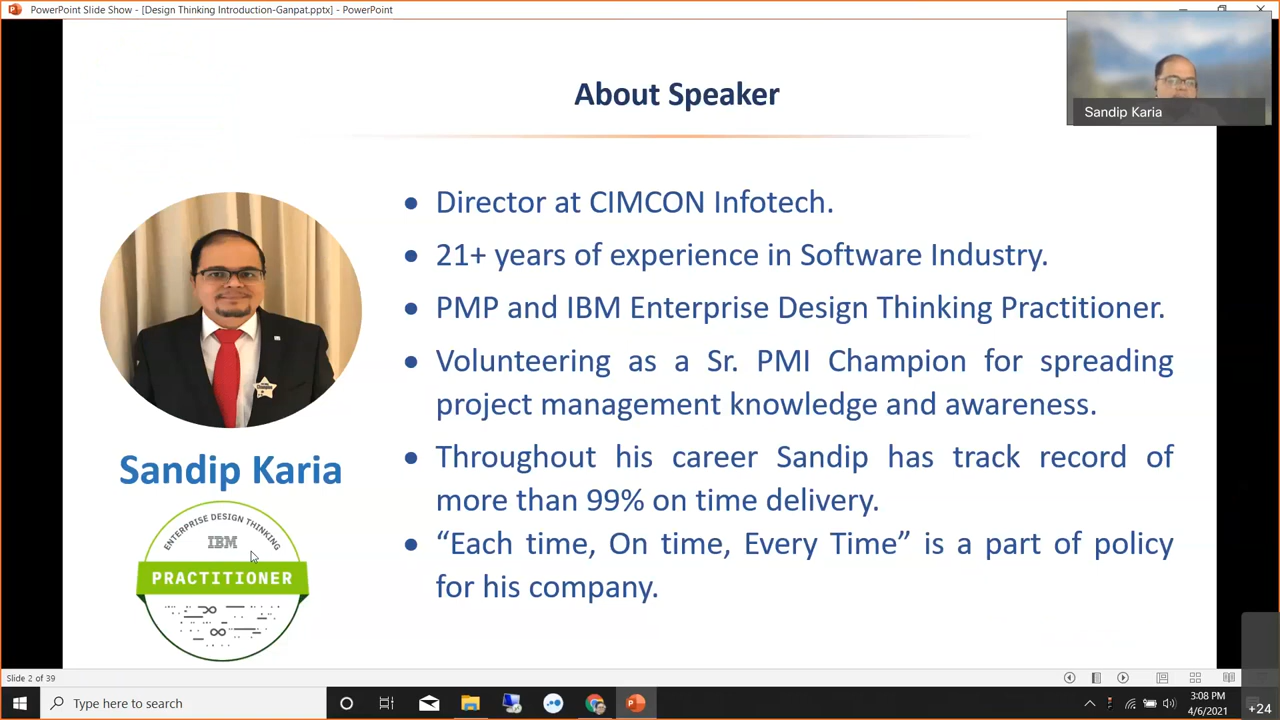 PowerPoint Slide Show - [Design Thinking Introduction-Ganpat.pptx] - PowerPoint
About Speaker
Sandip Karia
• Director at CIMCON Infotech.
• 21+ years of experience in Software Industry.
• PMP and IBM Enterprise Design Thinking Practitioner.
• Volunteering as a Sr. PMI Champion for spreading
project management knowledge and awareness.
• Throughout his career Sandip has track record of
more than 99% on time delivery.
• “Each time, On time, Every Time” is a part of policy
for his company.
Sandip Karia
ENTERPRISE DESIGN THINKING
IBM
PRACTITIONER
Slide 2 of 39
Type here to search
3:08 PM
4/6/2021
+24